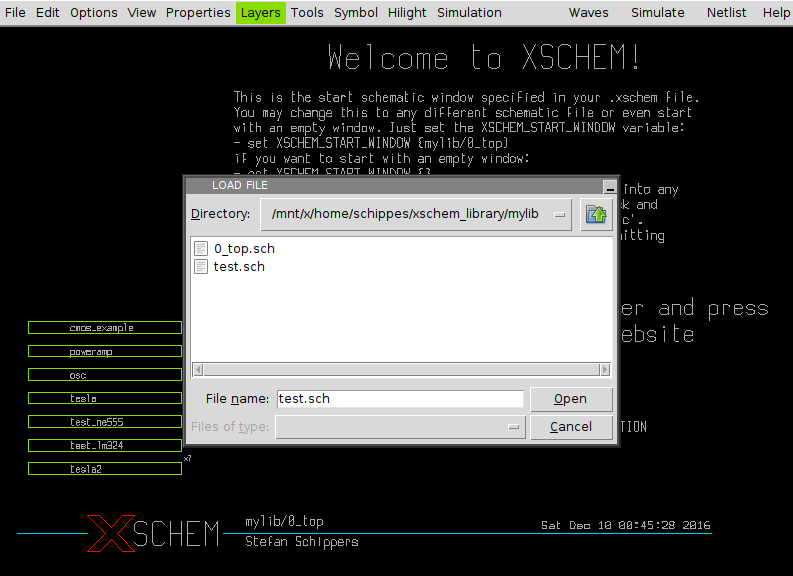 File Edit Options View Properties Layers Tools Symbol Hilight Simulation Waves Simulate Netlist Help
Welcome to XSCHEM!
This is the start schematic window specified in your .xschem file.
You may change this to any different schematic file or even start
with an empty window. Just set the XSCHEM_START_WINDOW variable:
- set XSCHEM_START_WINDOW {mylib/0_top}
if you want to start with an empty window:
- set XSCHEM_START_WINDOW {}
LOAD FILE
into any
Directory: /mnt/x/home/schippes/xschem_library/mylib
ck and
c'.
itting
0_top.sch
test.sch
er and press
ebsite
cmos_example
poweramp
osc
tesla
test_ne555
test_lm324
tesla2
x7
File name: test.sch Open
Files of type: Cancel
TION
XSCHEM
mylib/0_top
Stefan Schippers
Sat Dec 10 00:45:28 2016